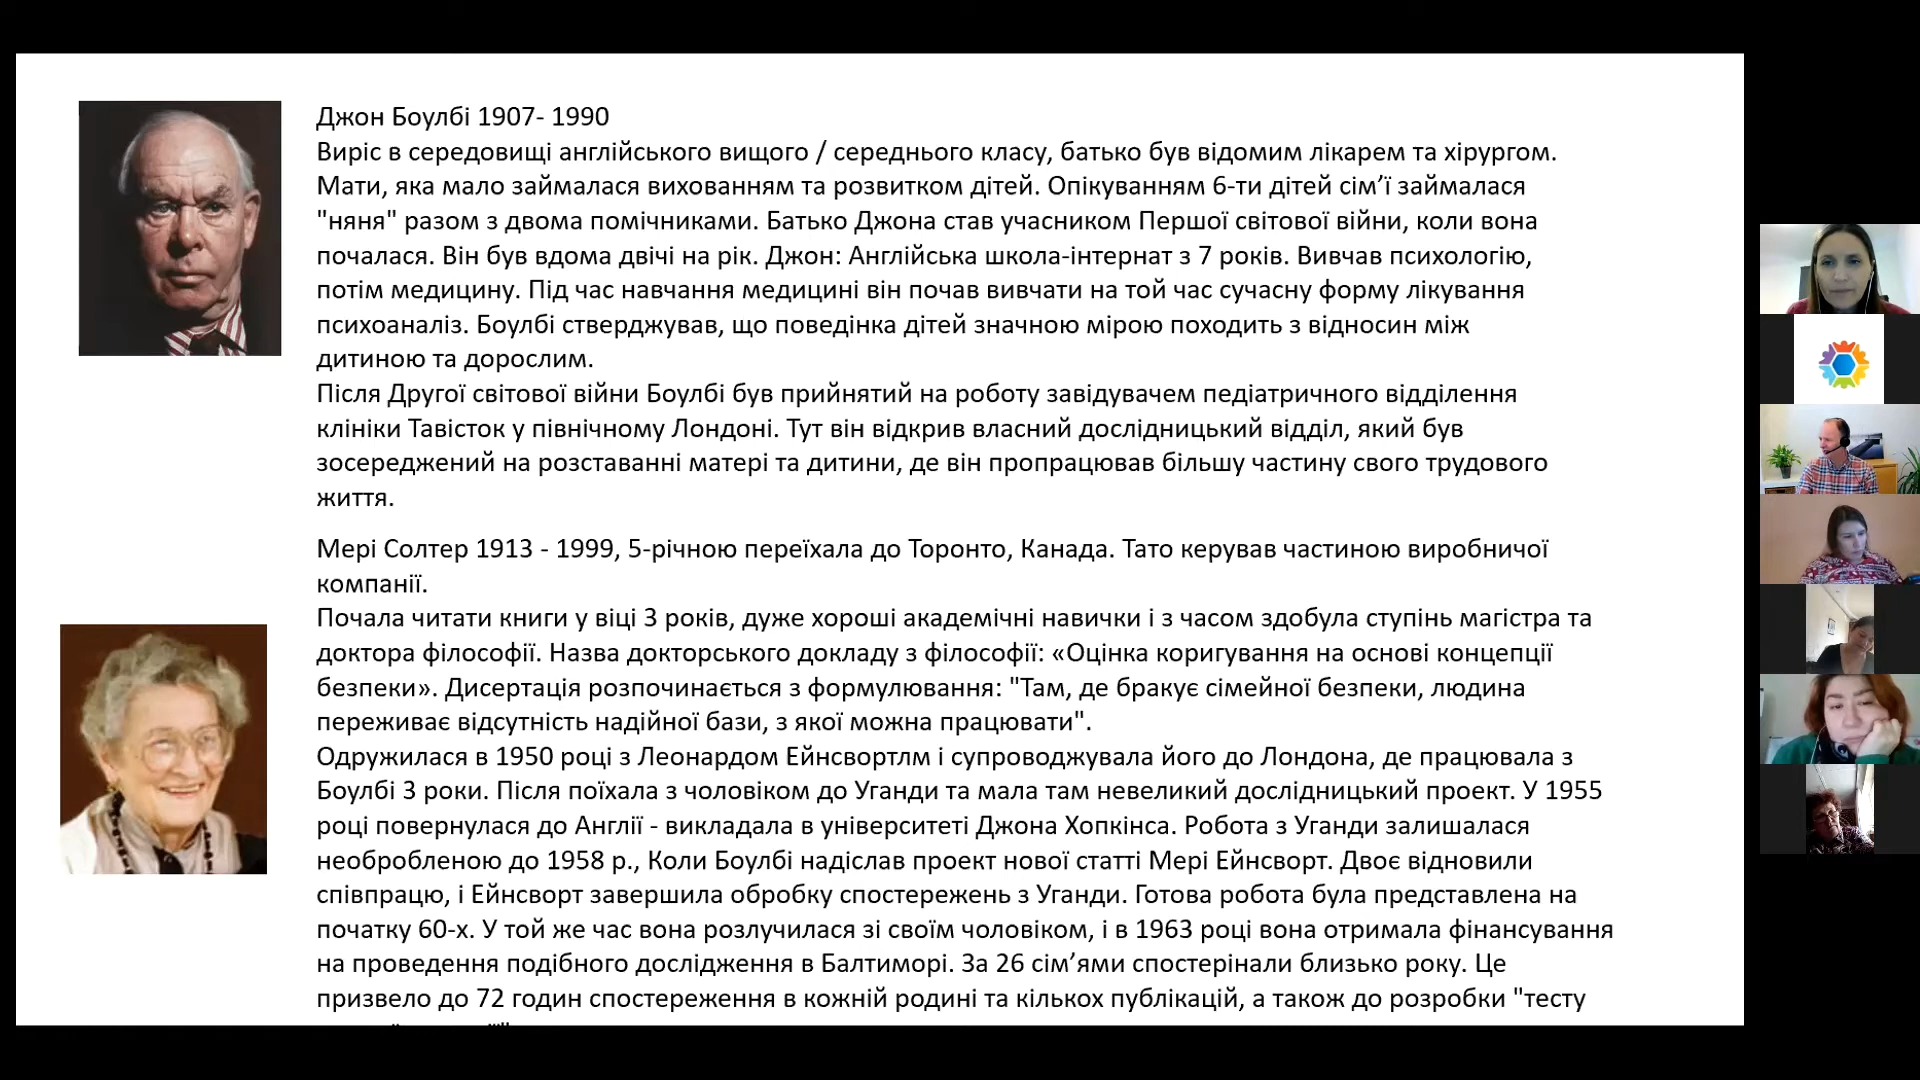 Джон Боулбі 1907- 1990
Виріс в середовищі англійського вищого / середнього класу, батько був відомим лікарем та хірургом.
Мати, яка мало займалася вихованням та розвитком дітей. Опікуванням 6-ти дітей сім’ї займалася
"няня" разом з двома помічниками. Батько Джона став учасником Першої світової війни, коли вона
почалася. Він був вдома двічі на рік. Джон: Англійська школа-інтернат з 7 років. Вивчав психологію,
потім медицину. Під час навчання медицині він почав вивчати на той час сучасну форму лікування
психоаналіз. Боулбі стверджував, що поведінка дітей значною мірою походить з відносин між
дитиною та дорослим.
Після Другої світової війни Боулбі був прийнятий на роботу завідувачем педіатричного відділення
клініки Тавісток у північному Лондоні. Тут він відкрив власний дослідницький відділ, який був
зосереджений на розставанні матері та дитини, де він пропрацював більшу частину свого трудового
життя.
Мері Солтер 1913 - 1999, 5-річною переїхала до Торонто, Канада. Тато керував частиною виробничої
компанії.
Почала читати книги у віці 3 років, дуже хороші академічні навички і з часом здобула ступінь магістра та
доктора філософії. Назва докторського докладу з філософії: «Оцінка коригування на основі концепції
безпеки». Дисертація розпочинається з формулювання: "Там, де бракує сімейної безпеки, людина
переживає відсутність надійної бази, з якої можна працювати".
Одружилася в 1950 році з Леонардом Ейнсвортлм і супроводжувала його до Лондона, де працювала з
Боулбі 3 роки. Після поїхала з чоловіком до Уганди та мала там невеликий дослідницький проект. У 1955
році повернулася до Англії - викладала в університеті Джона Хопкінса. Робота з Уганди залишалася
необробленою до 1958 р., Коли Боулбі надіслав проект нової статті Мері Ейнсворт. Двоє відновили
співпрацю, і Ейнсворт завершила обробку спостережень з Уганди. Готова робота була представлена на
початку 60-х. У той же час вона розлучилася зі своїм чоловіком, і в 1963 році вона отримала фінансування
на проведення подібного дослідження в Балтиморі. За 26 сім’ями спостерінали близько року. Це
призвело до 72 годин спостереження в кожній родині та кількох публікацій, а також до розробки "тесту